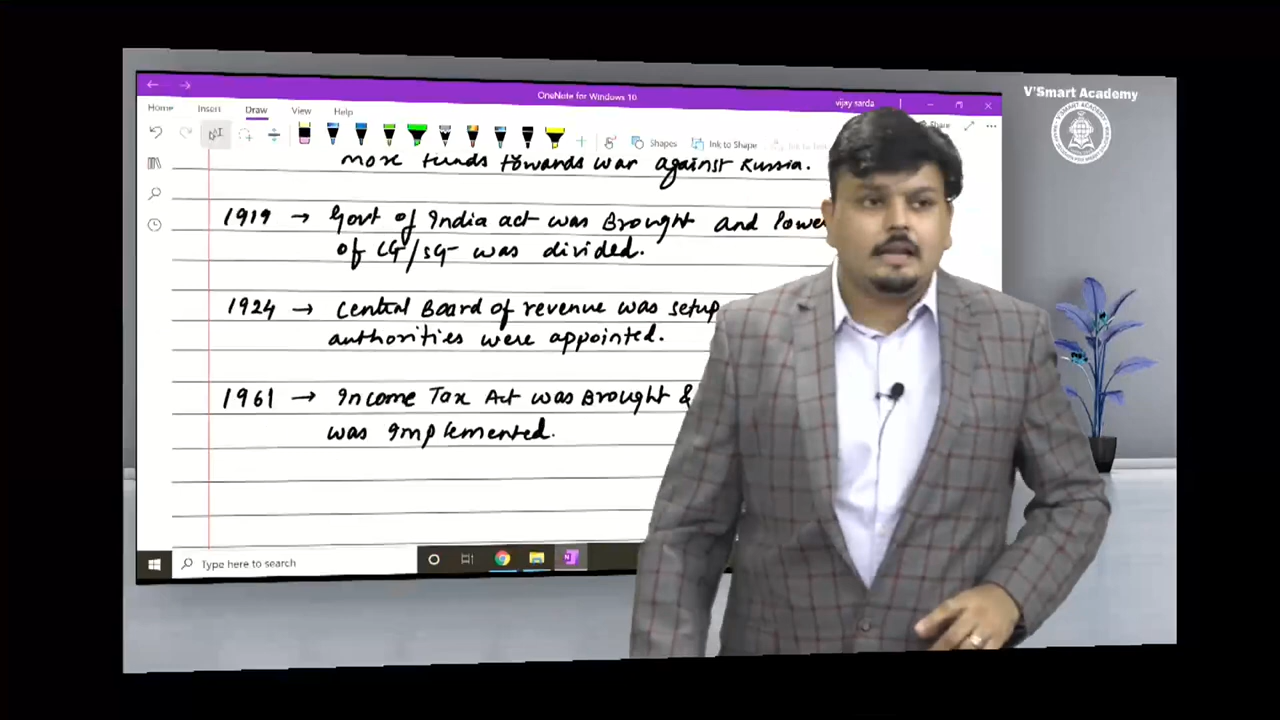 V'Smart Academy
OneNote for Windows 10
vijay sarda
Home Insert Draw View Help
Share
Shapes Ink to Shape
more funds towards war against Russia.
1919 → Govt of India act was Brought and Powe
of CG/SG was divided.
1924 → Central Board of revenue was setup
authorities were appointed.
1961 → Income Tax Act was Brought &
was implemented.
Type here to search